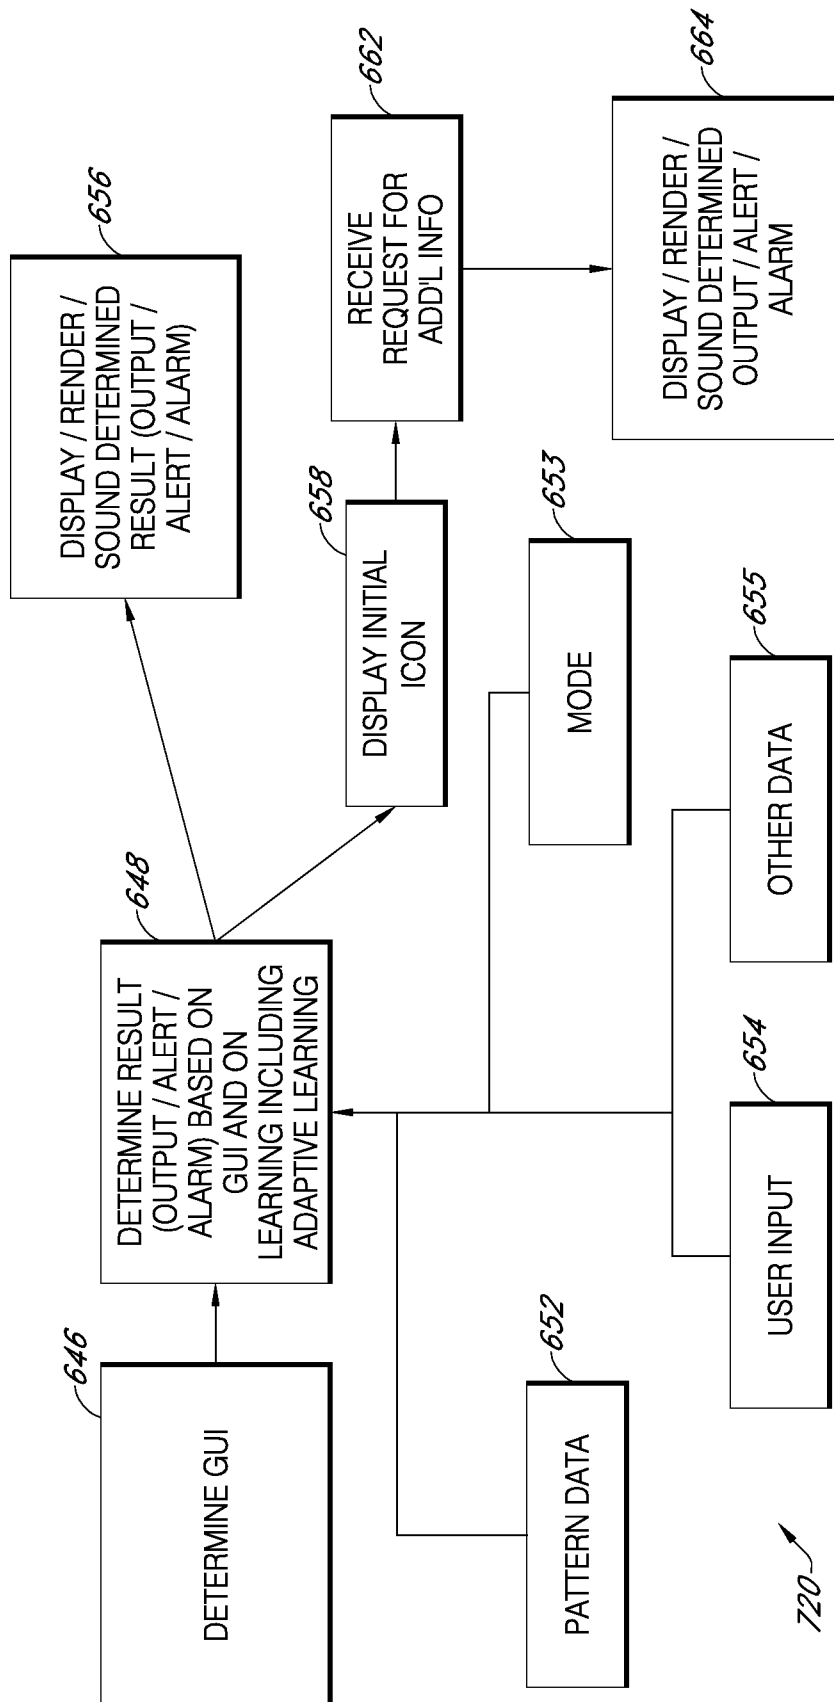 646
DETERMINE GUI
648
DETERMINE RESULT
(OUTPUT / ALERT /
ALARM) BASED ON
GUI AND ON
LEARNING INCLUDING
ADAPTIVE LEARNING
656
DISPLAY / RENDER /
SOUND DETERMINED
RESULT (OUTPUT /
ALERT / ALARM)
658
DISPLAY INITIAL
ICON
662
RECEIVE
REQUEST FOR
ADD'L INFO
664
DISPLAY / RENDER /
SOUND DETERMINED
OUTPUT / ALERT /
ALARM
652
PATTERN DATA
653
MODE
654
USER INPUT
655
OTHER DATA
720